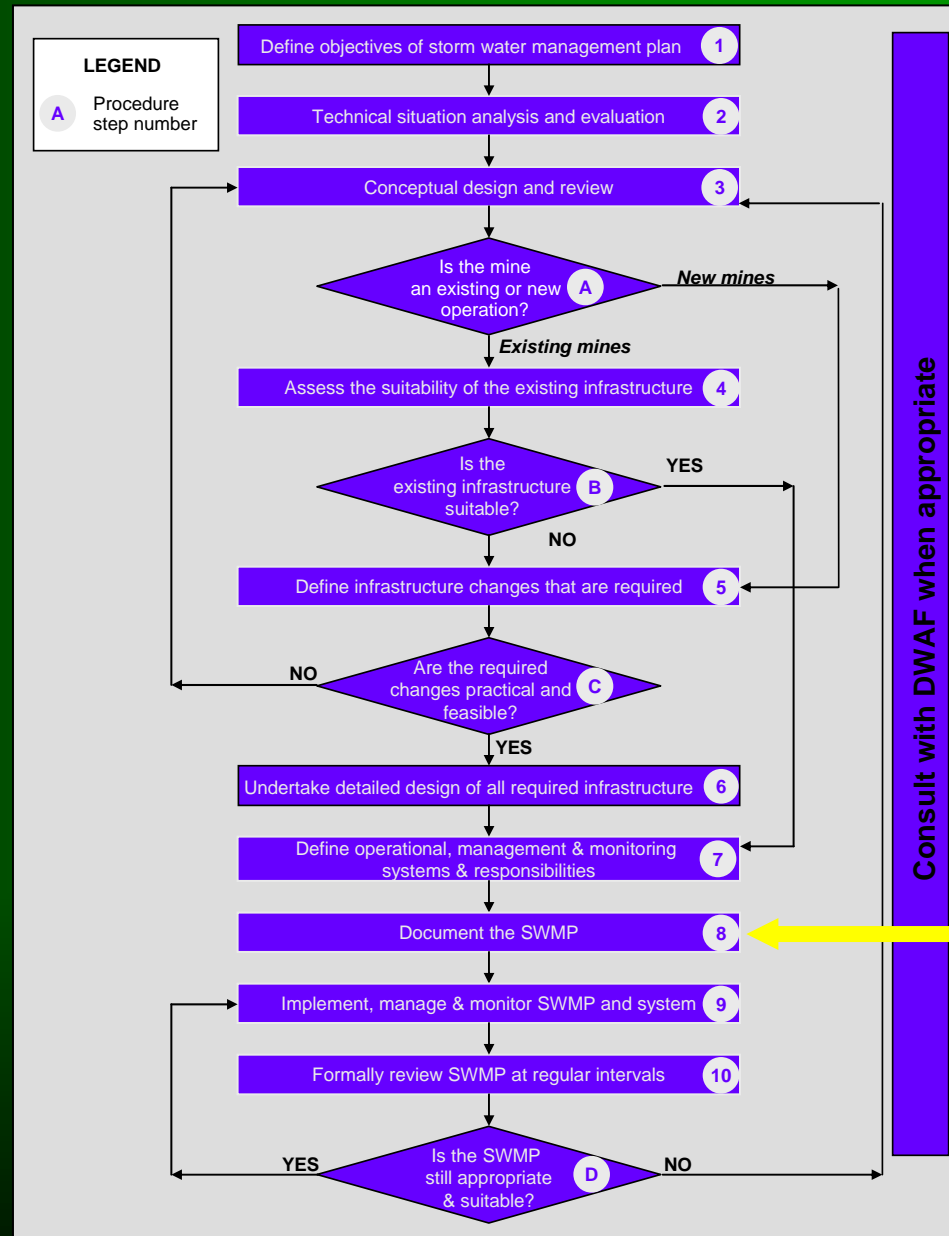 Define objectives of storm water management plan 1
LEGEND
A Procedure
step number
Technical situation analysis and evaluation 2
Conceptual design and review 3
Is the mine
an existing or new
operation?
A
New mines
Existing mines
Assess the suitability of the existing infrastructure 4
Is the
existing infrastructure
suitable?
B
YES
NO
Define infrastructure changes that are required 5
Are the required
changes practical and
feasible?
C
NO
YES
Undertake detailed design of all required infrastructure 6
Define operational, management & monitoring
systems & responsibilities
7
Document the SWMP 8
Implement, manage & monitor SWMP and system 9
Formally review SWMP at regular intervals 10
Is the SWMP
still appropriate
& suitable?
D
YES
NO
Consult with DWAF when appropriate